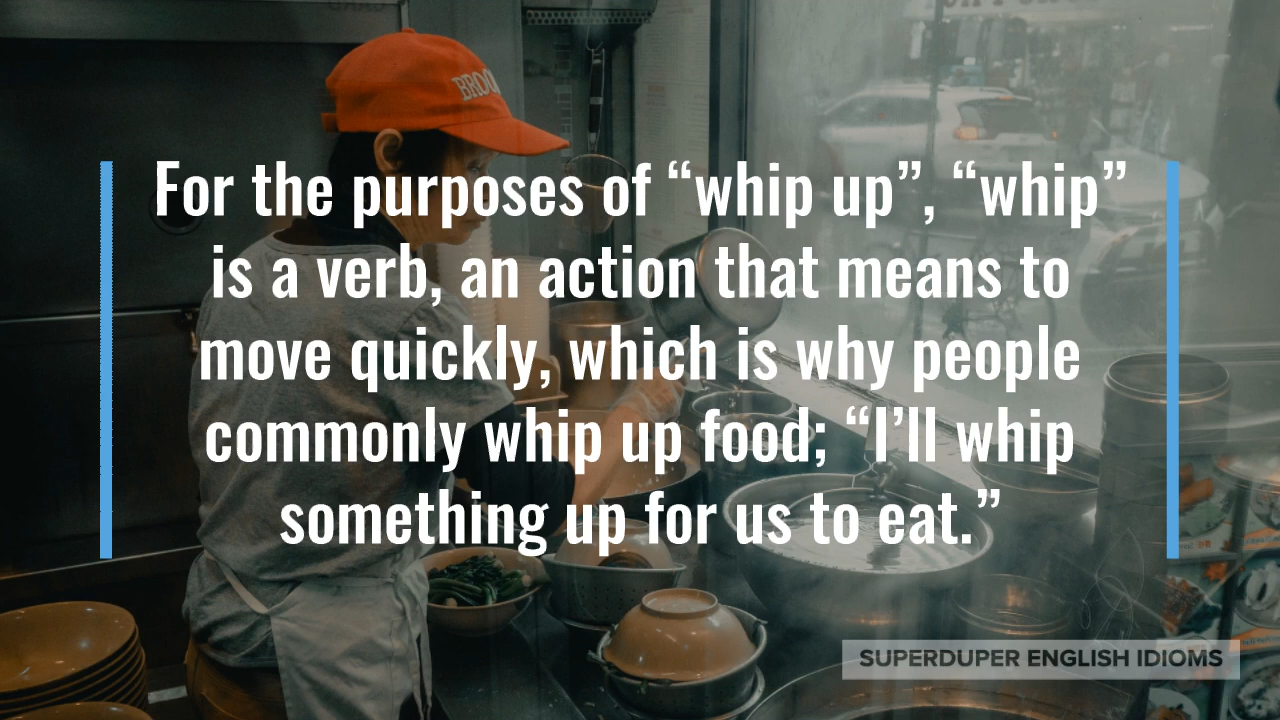 BROO
For the purposes of “whip up”, “whip”
is a verb, an action that means to
move quickly, which is why people
commonly whip up food; “I’ll whip
something up for us to eat.”
SUPERDUPER ENGLISH IDIOMS